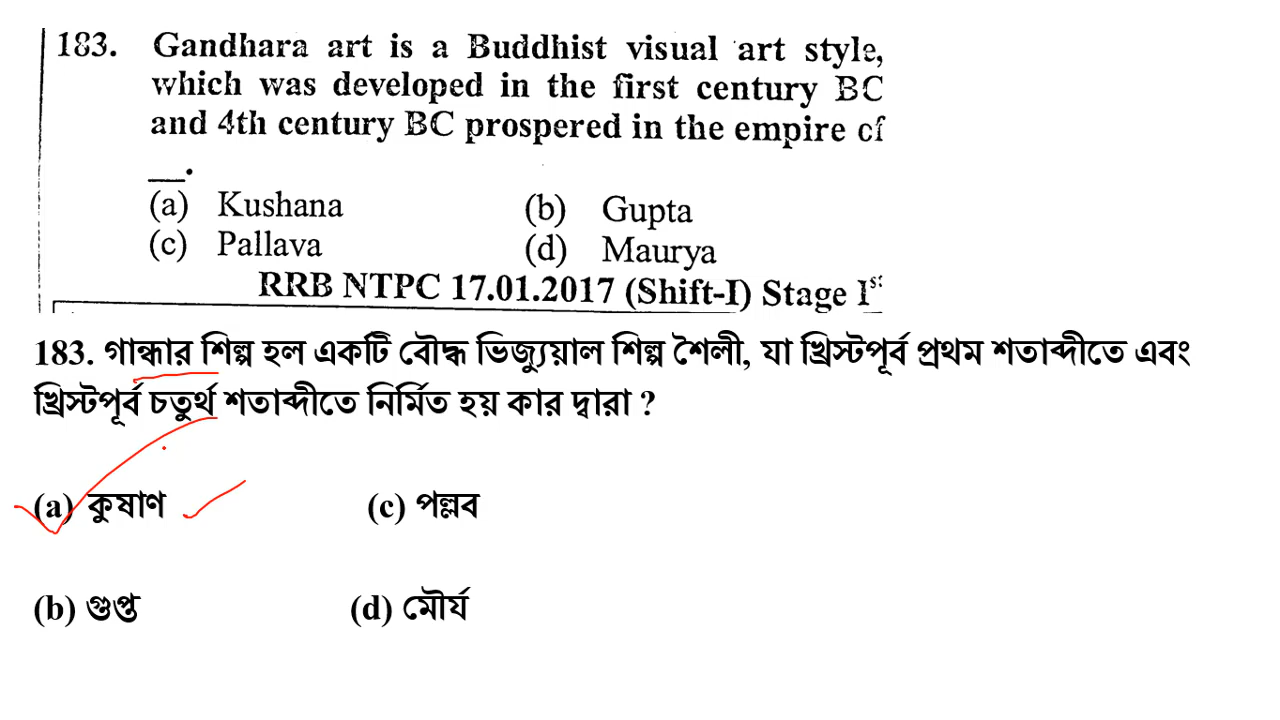 183. Gandhara art is a Buddhist visual art style,
which was developed in the first century BC
and 4th century BC prospered in the empire of
__.
(a) Kushana (b) Gupta
(c) Pallava (d) Maurya
RRB NTPC 17.01.2017 (Shift-I) Stage Ist
183. গান্ধার শিল্প হল একটি বৌদ্ধ ভিজ্যুয়াল শিল্প শৈলী, যা খ্রিস্টপূর্ব প্রথম শতাব্দীতে এবং
খ্রিস্টপূর্ব চতুর্থ শতাব্দীতে নির্মিত হয় কার দ্বারা ?
(a) কুষাণ (c) পল্লব
(b) গুপ্ত (d) মৌর্য